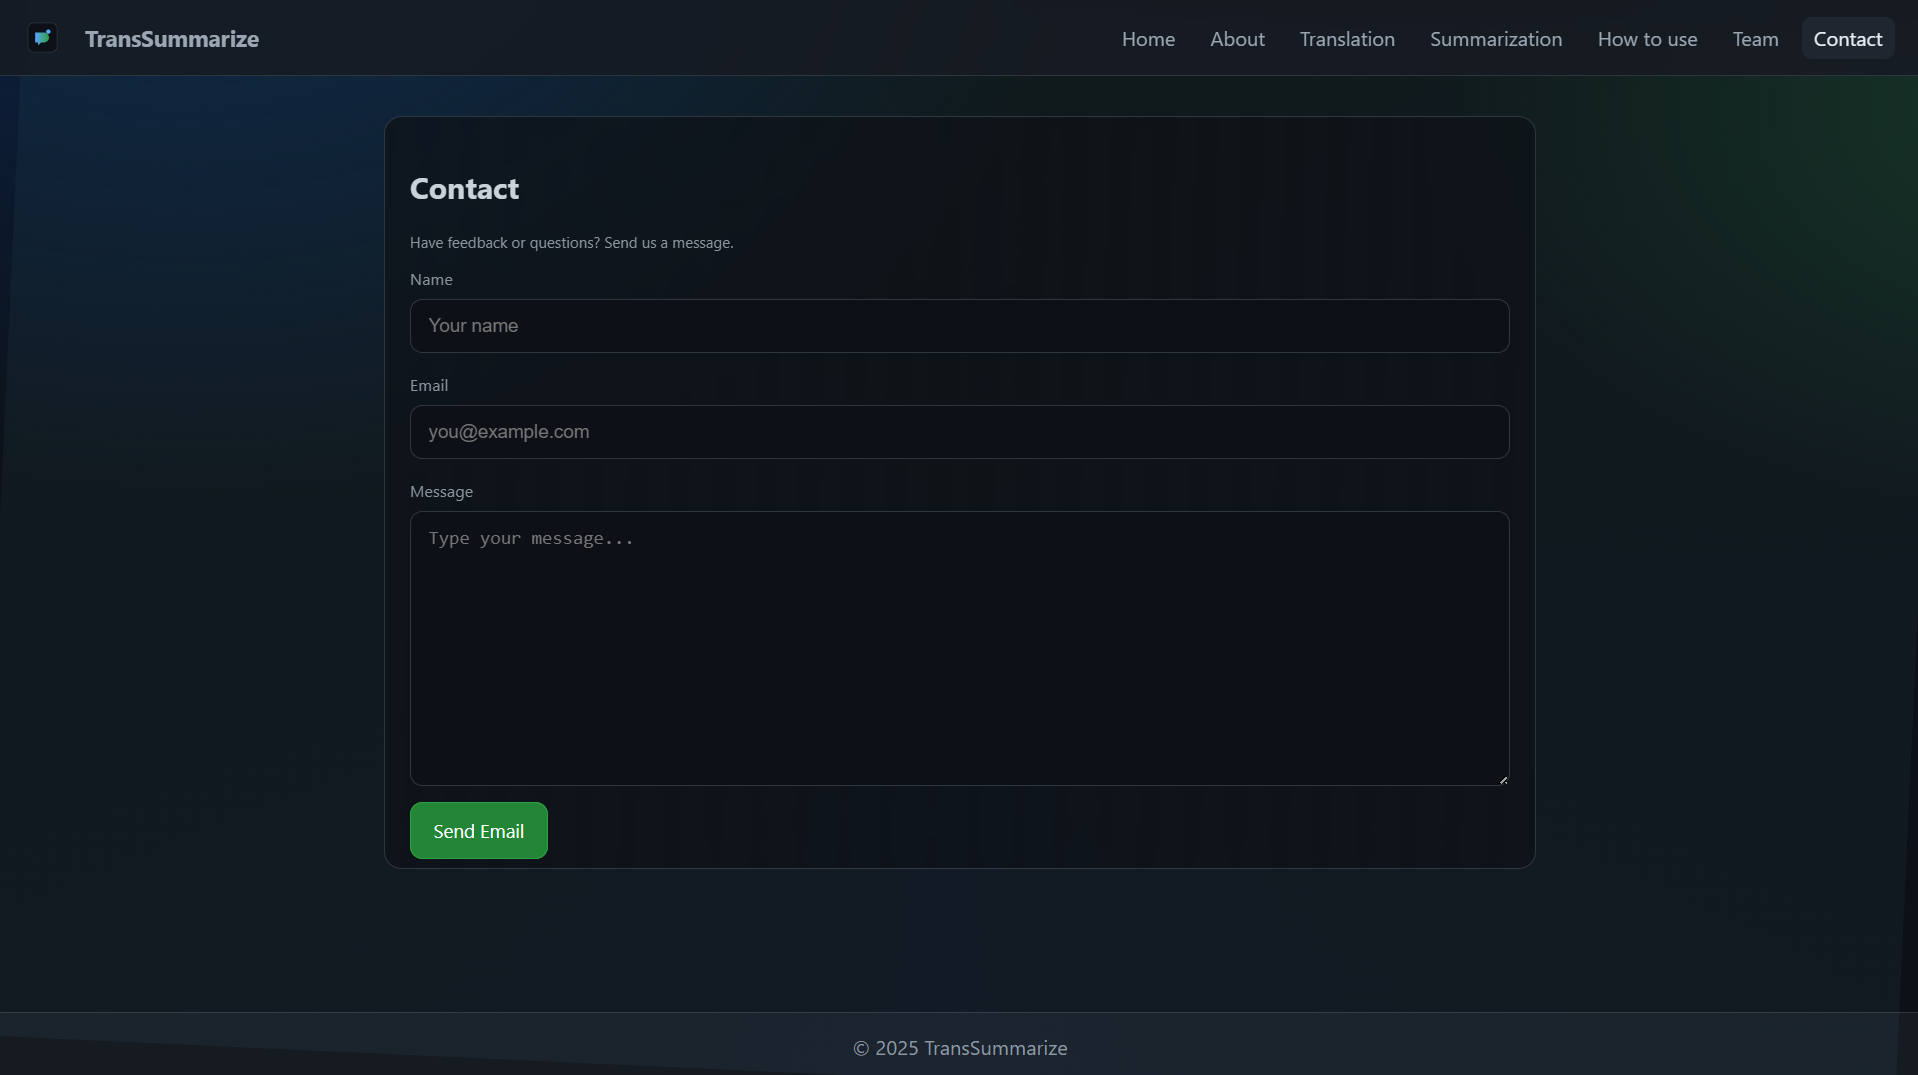 TransSummarize
Home About Translation Summarization How to use Team Contact
Contact
Have feedback or questions? Send us a message.
Name
Your name
Email
you@example.com
Message
Type your message...
Send Email
© 2025 TransSummarize